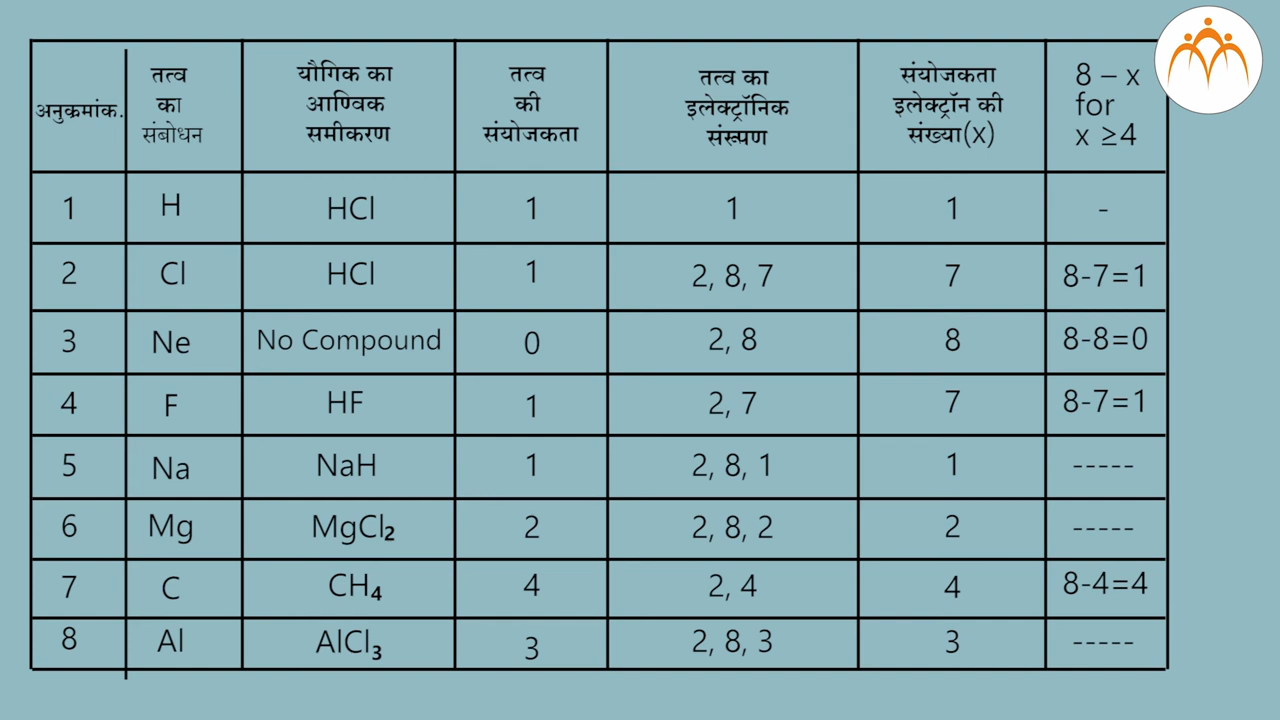 अनुक्रमांक.
तत्व
का
संबोधन
यौगिक का
आण्विक
समीकरण
तत्व
की
संयोजकता
तत्व का
इलेक्ट्रॉनिक
संरूपण
संयोजकता
इलेक्ट्रॉन की
संख्या(x)
8 – x
for
x ≥4
1 H HCl 1 1 1 -
2 Cl HCl 1 2, 8, 7 7 8-7=1
3 Ne No Compound 0 2, 8 8 8-8=0
4 F HF 1 2, 7 7 8-7=1
5 Na NaH 1 2, 8, 1 1 -----
6 Mg MgCl₂ 2 2, 8, 2 2 -----
7 C CH₄ 4 2, 4 4 8-4=4
8 Al AlCl₃ 3 2, 8, 3 3 -----